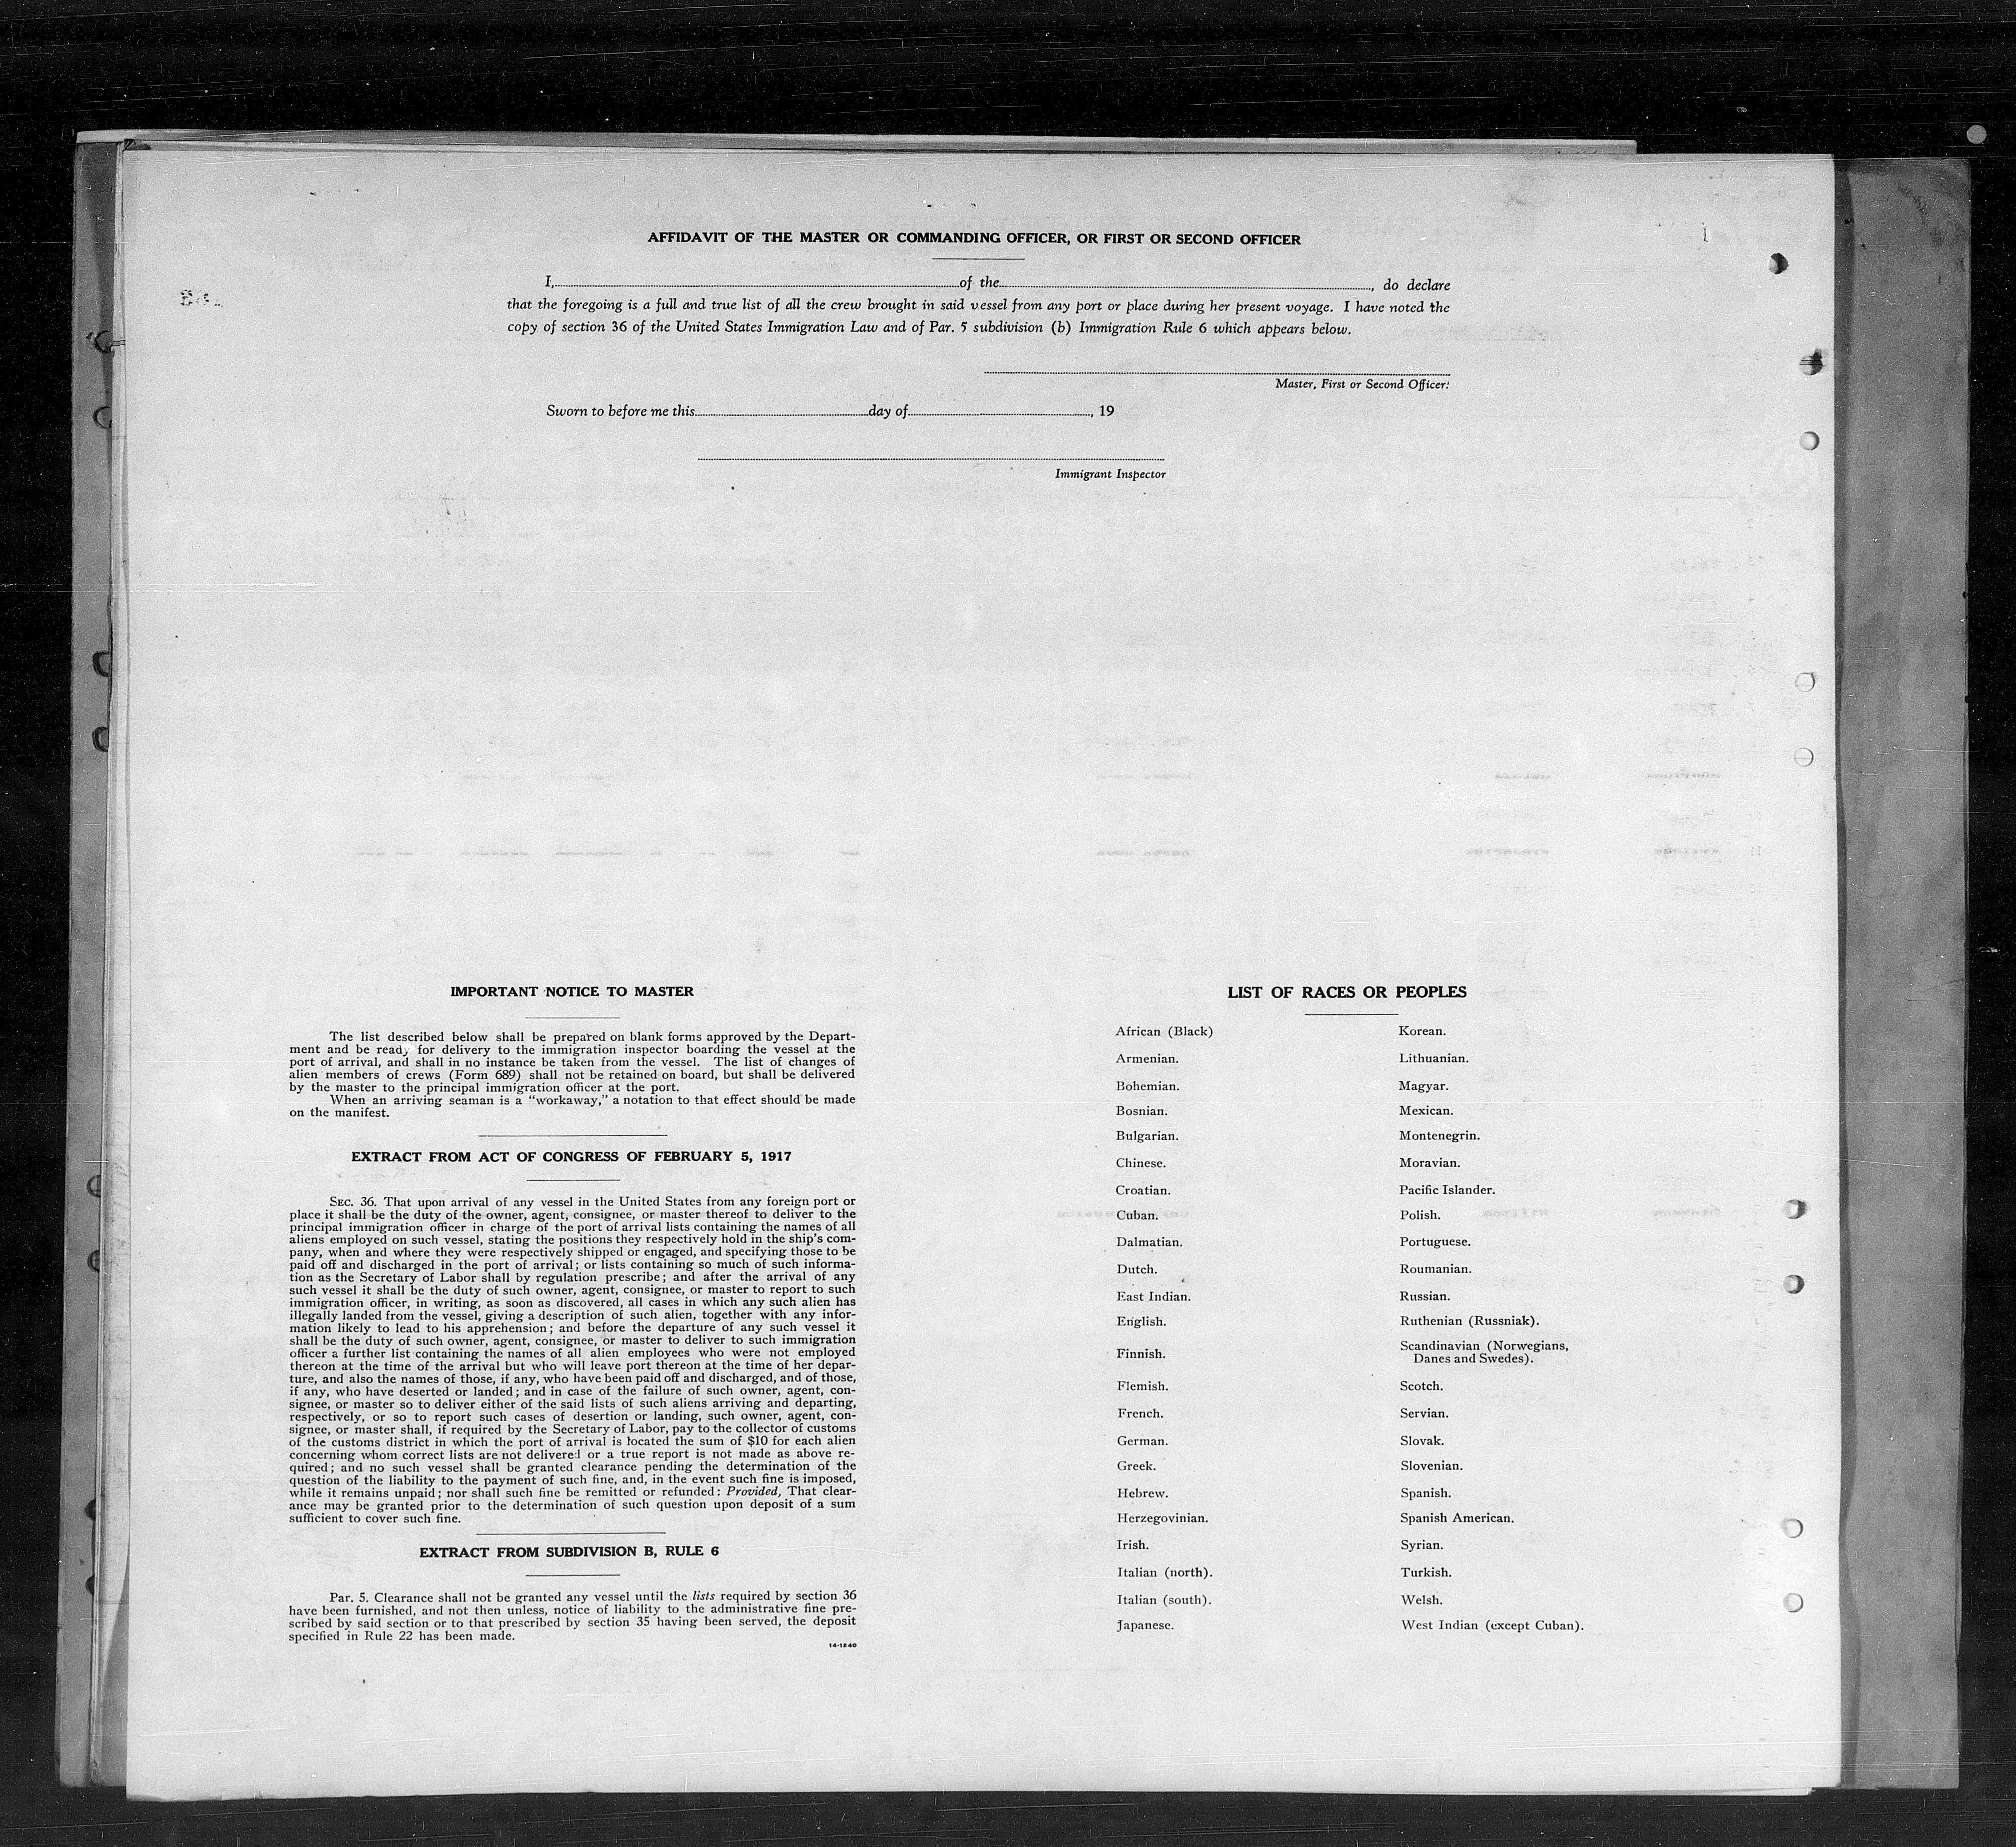 1
AFFIDAVIT OF THE MASTER OR COMMANDING OFFICER, OR FIRST OR SECOND OFFICER
I, of the , do declare
that the foregoing is a full and true list of all the crew brought in said vessel from any port or place during her present voyage. I have noted the
copy of section 36 of the United States Immigration Law and of Par. 5 subdivision (b) Immigration Rule 6 which appears below.
Master, First or Second Officer.
Sworn to before me this day of , 19
Immigrant Inspector
IMPORTANT NOTICE TO MASTER
The list described below shall be prepared on blank forms approved by the Depart-
ment and be ready for delivery to the immigration inspector boarding the vessel at the
port of arrival, and shall in no instance be taken from the vessel. The list of changes of
alien members of crews (Form 689) shall not be retained on board, but shall be delivered
by the master to the principal immigration officer at the port.
When an arriving seaman is a "workaway," a notation to that effect should be made
on the manifest.
EXTRACT FROM ACT OF CONGRESS OF FEBRUARY 5, 1917
SEC. 36. That upon arrival of any vessel in the United States from any foreign port or
place it shall be the duty of the owner, agent, consignee, or master thereof to deliver to the
principal immigration officer in charge of the port of arrival lists containing the names of all
aliens employed on such vessel, stating the positions they respectively hold in the ship's com-
pany, when and where they were respectively shipped or engaged, and specifying those to be
paid off and discharged in the port of arrival; or lists containing so much of such informa-
tion as the Secretary of Labor shall by regulation prescribe; and after the arrival of any
such vessel it shall be the duty of such owner, agent, consignee, or master to report to such
immigration officer, in writing, as soon as discovered, all cases in which any such alien has
illegally landed from the vessel, giving a description of such alien, together with any infor-
mation likely to lead to his apprehension; and before the departure of any such vessel it
shall be the duty of such owner, agent, consignee, or master to deliver to such immigration
officer a further list containing the names of all alien employees who were not employed
thereon at the time of the arrival but who will leave port thereon at the time of her depar-
ture, and also the names of those, if any, who have been paid off and discharged, and of those,
if any, who have deserted or landed; and in case of the failure of such owner, agent, con-
signee, or master so to deliver either of the said lists of such aliens arriving and departing,
respectively, or so to report such cases of desertion or landing, such owner, agent, con-
signee, or master shall, if required by the Secretary of Labor, pay to the collector of customs
of the customs district in which the port of arrival is located the sum of $10 for each alien
concerning whom correct lists are not delivered or a true report is not made as above re-
quired; and no such vessel shall be granted clearance pending the determination of the
question of the liability to the payment of such fine, and, in the event such fine is imposed,
while it remains unpaid; nor shall such fine be remitted or refunded: Provided, That clear-
ance may be granted prior to the determination of such question upon deposit of a sum
sufficient to cover such fine.
EXTRACT FROM SUBDIVISION B, RULE 6
Par. 5. Clearance shall not be granted any vessel until the lists required by section 36
have been furnished, and not then unless, notice of liability to the administrative fine pre-
scribed by said section or to that prescribed by section 35 having been served, the deposit
specified in Rule 22 has been made.
14-1240
LIST OF RACES OR PEOPLES
African (Black)
Armenian.
Bohemian.
Bosnian.
Bulgarian.
Chinese.
Croatian.
Cuban.
Dalmatian.
Dutch.
East Indian.
English.
Finnish.
Flemish.
French.
German.
Greek.
Hebrew.
Herzegovinian.
Irish.
Italian (north).
Italian (south).
Japanese.
Korean.
Lithuanian.
Magyar.
Mexican.
Montenegrin.
Moravian.
Pacific Islander.
Polish.
Portuguese.
Roumanian.
Russian.
Ruthenian (Russniak).
Scandinavian (Norwegians,
Danes and Swedes).
Scotch.
Servian.
Slovak.
Slovenian.
Spanish.
Spanish American.
Syrian.
Turkish.
Welsh.
West Indian (except Cuban).